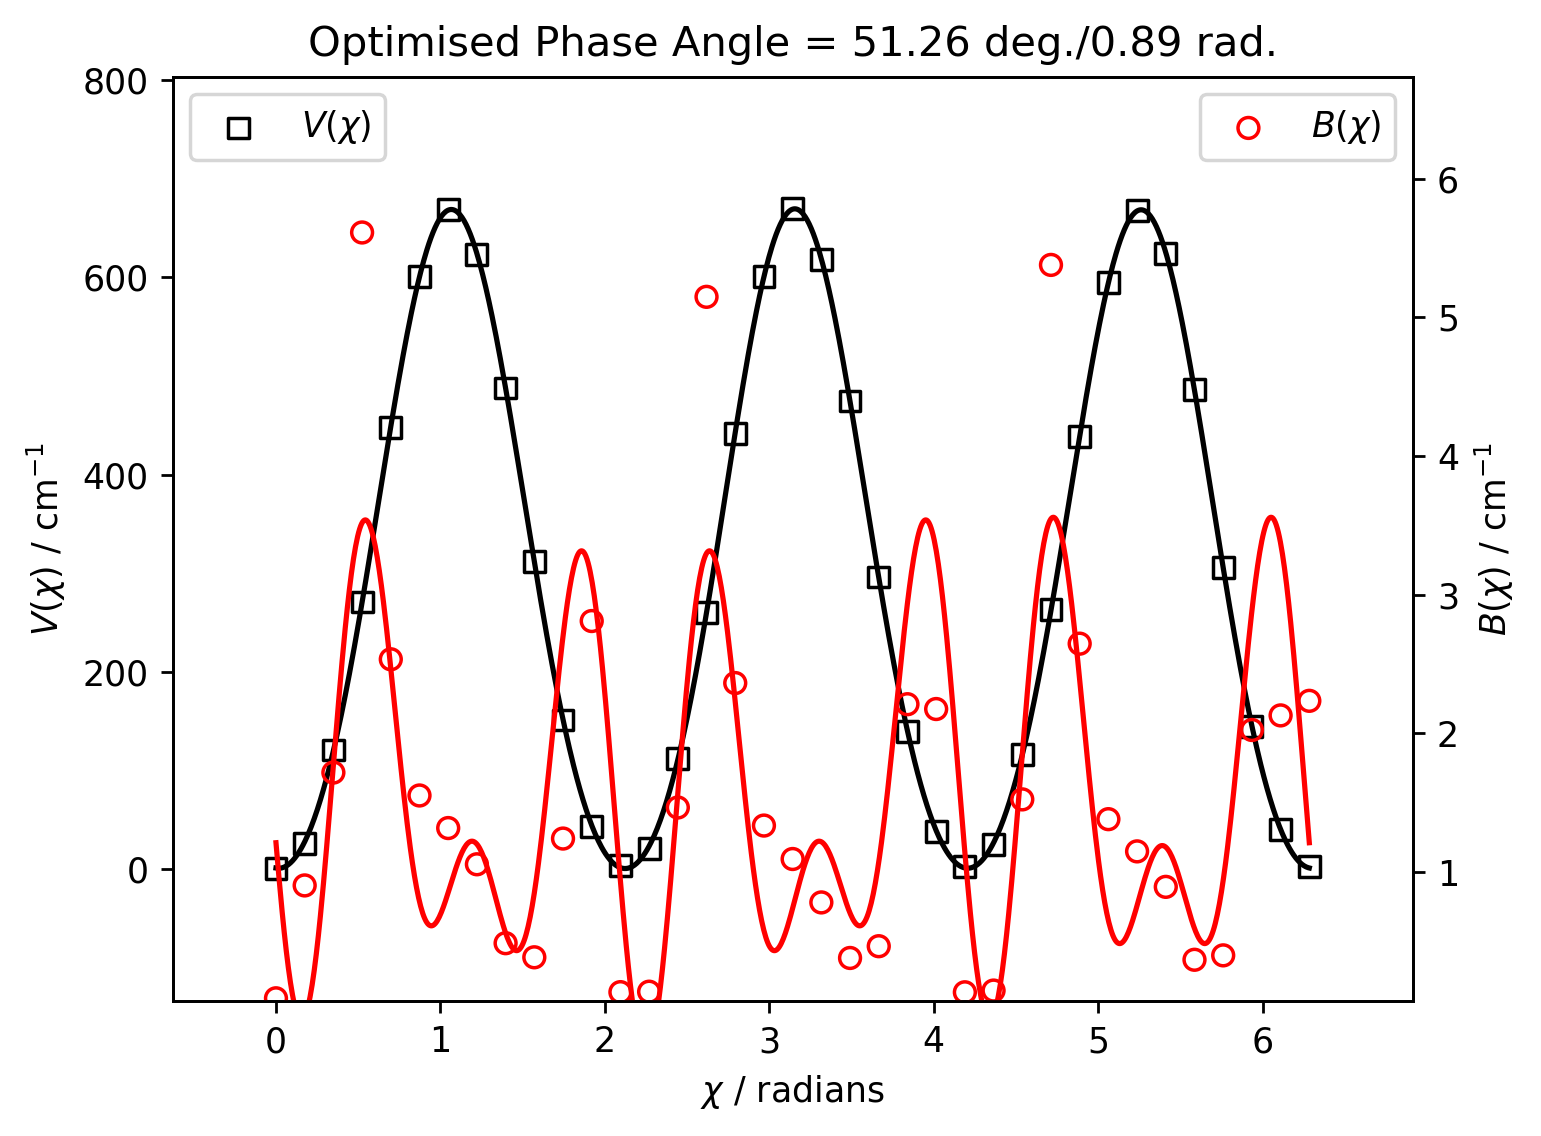 Optimised Phase Angle = 51.26 deg./0.89 rad.
V(χ)
B(χ)
800
600
400
200
0
V(χ) / cm⁻¹
6
5
4
3
2
1
B(χ) / cm⁻¹
0 1 2 3 4 5 6
χ / radians